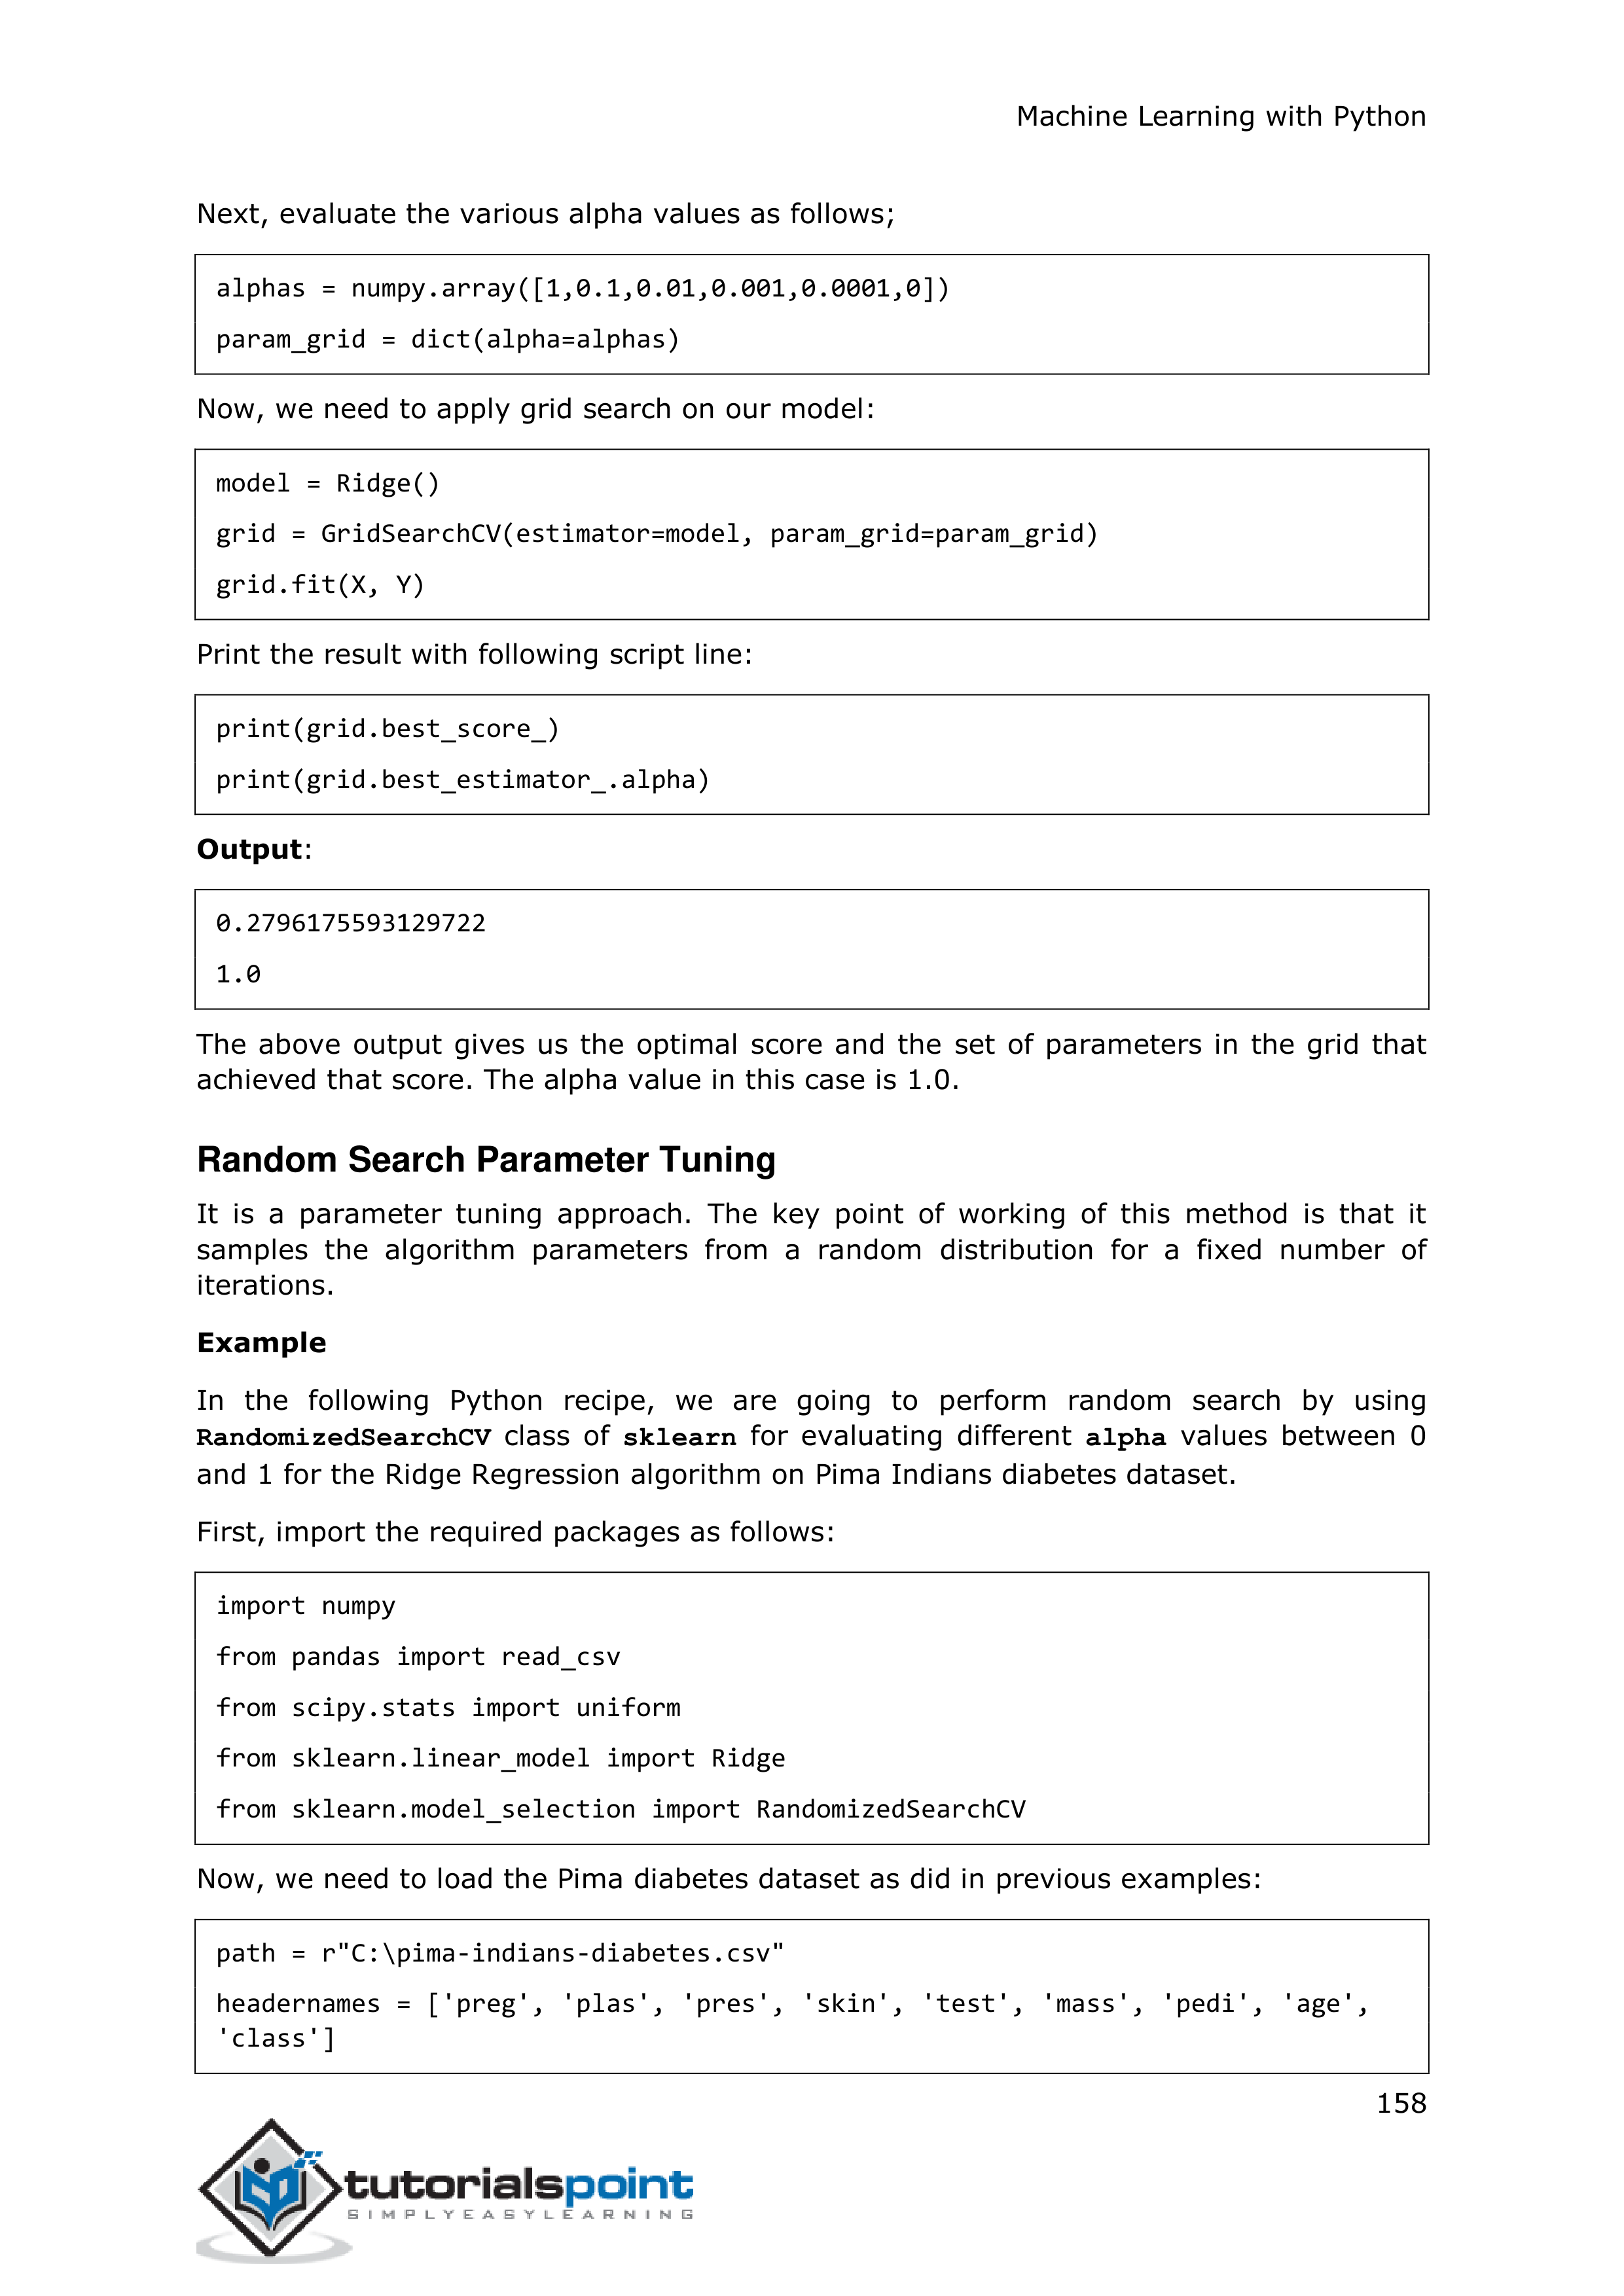 Machine Learning with Python
Next, evaluate the various alpha values as follows;
alphas = numpy.array([1,0.1,0.01,0.001,0.0001,0])
param_grid = dict(alpha=alphas)
Now, we need to apply grid search on our model:
model = Ridge()
grid = GridSearchCV(estimator=model, param_grid=param_grid)
grid.fit(X, Y)
Print the result with following script line:
print(grid.best_score_)
print(grid.best_estimator_.alpha)
Output:
0.2796175593129722
1.0
The above output gives us the optimal score and the set of parameters in the grid that
achieved that score. The alpha value in this case is 1.0.
Random Search Parameter Tuning
It is a parameter tuning approach. The key point of working of this method is that it
samples the algorithm parameters from a random distribution for a fixed number of
iterations.
Example
In the following Python recipe, we are going to perform random search by using
RandomizedSearchCV class of sklearn for evaluating different alpha values between 0
and 1 for the Ridge Regression algorithm on Pima Indians diabetes dataset.
First, import the required packages as follows:
import numpy
from pandas import read_csv
from scipy.stats import uniform
from sklearn.linear_model import Ridge
from sklearn.model_selection import RandomizedSearchCV
Now, we need to load the Pima diabetes dataset as did in previous examples:
path = r"C:\pima-indians-diabetes.csv"
headernames = ['preg', 'plas', 'pres', 'skin', 'test', 'mass', 'pedi', 'age',
'class']
158
tutorialspoint
SIMPLYEASYLEARNING